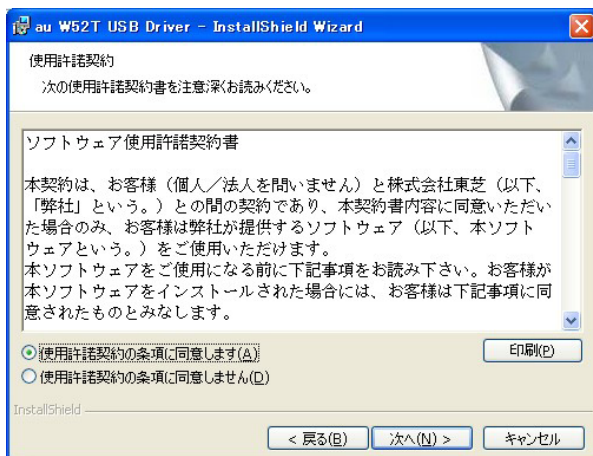 au W52T USB Driver - InstallShield Wizard
使用許諾契約
次の使用許諾契約書を注意深くお読みください。
ソフトウェア使用許諾契約書
本契約は、お客様（個人／法人を問いません）と株式会社東芝（以下、
「弊社」という。）との間の契約であり、本契約書内容に同意いただい
た場合のみ、お客様は弊社が提供するソフトウェア（以下、本ソフト
ウェアという。）をご使用いただけます。
本ソフトウェアをご使用になる前に下記事項をお読み下さい。お客様が
本ソフトウェアをインストールされた場合には、お客様は下記事項に同
意されたものとみなします。
使用許諾契約の条項に同意します(A)
印刷(P)
使用許諾契約の条項に同意しません(D)
InstallShield
< 戻る(B)
次へ(N) >
キャンセル